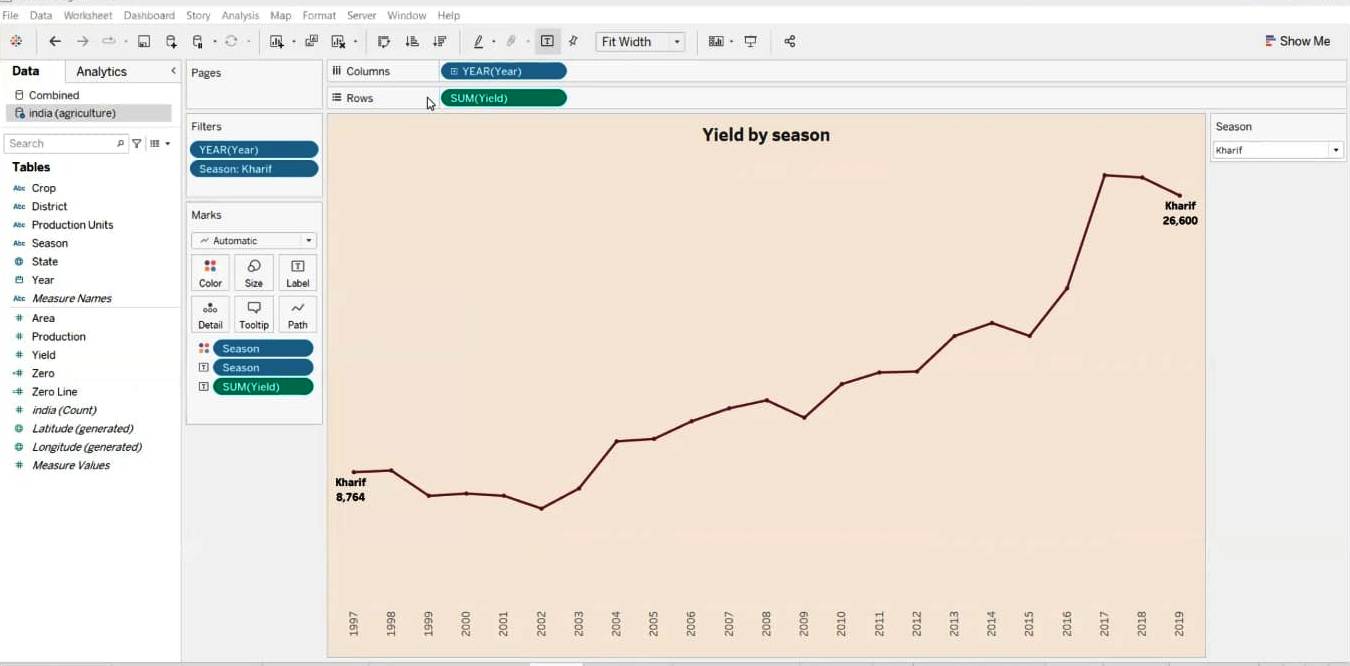 File Data Worksheet Dashboard Story Analysis Map Format Server Window Help
Fit Width
Show Me
Data Analytics
Combined
india (agriculture)
Search
Tables
Crop
District
Production Units
Season
State
Year
Measure Names
Area
Production
Yield
Zero
Zero Line
india (Count)
Latitude (generated)
Longitude (generated)
Measure Values
Pages
Filters
YEAR(Year)
Season: Kharif
Marks
Automatic
Color Size Label
Detail Tooltip Path
Season
Season
SUM(Yield)
Columns YEAR(Year)
Rows SUM(Yield)
Yield by season
Kharif
8,764
Kharif
26,600
1997 1998 1999 2000 2001 2002 2003 2004 2005 2006 2007 2008 2009 2010 2011 2012 2013 2014 2015 2016 2017 2018 2019
Season
Kharif